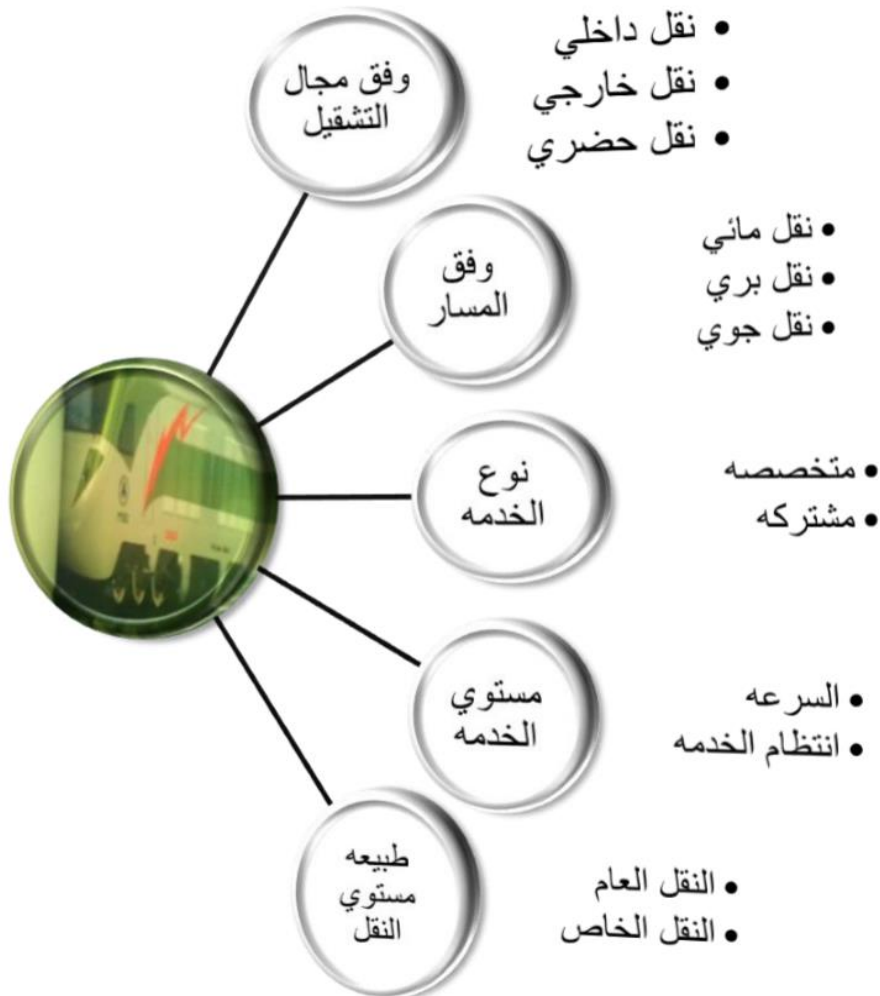 وفق مجال
التشقيل
• نقل داخلي
• نقل خارجي
• نقل حضري
وفق
المسار
• نقل مائي
• نقل بري
• نقل جوي
نوع
الخدمه
• متخصصه
• مشتركه
مستوي
الخدمه
• السرعه
• انتظام الخدمه
طبيعه
مستوي
النقل
• النقل العام
• النقل الخاص